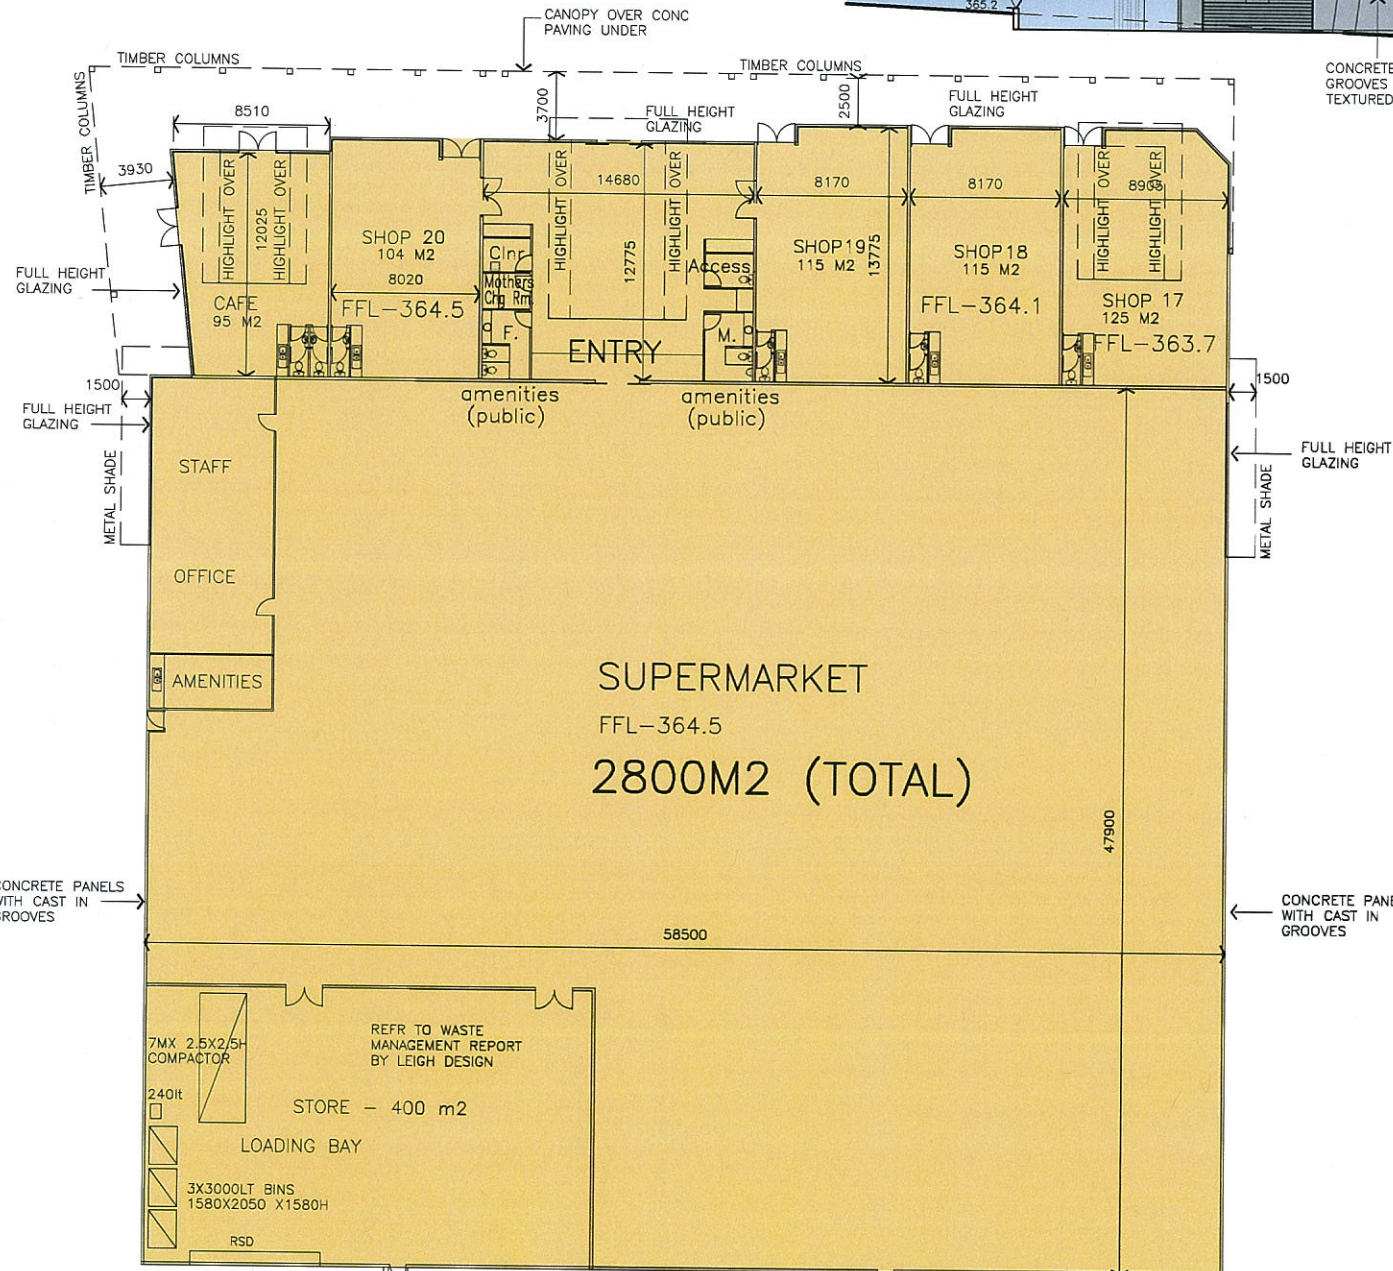 365.2
CANOPY OVER CONC
PAVING UNDER
TIMBER COLUMNS
TIMBER COLUMNS
CONCRETE
GROOVES
TEXTURED
TIMBER COLUMNS
8510
3700
FULL HEIGHT
GLAZING
2500
FULL HEIGHT
GLAZING
3930
HIGHLIGHT OVER
12025
HIGHLIGHT OVER
CAFE
95 M2
SHOP 20
104 M2
8020
FFL-364.5
14680
HIGHLIGHT OVER
12775
HIGHLIGHT OVER
Clnr
Mothers
Chg Rm.
F.
Access
M.
ENTRY
8170
SHOP19
115 M2
13775
8170
SHOP18
115 M2
FFL-364.1
HIGHLIGHT OVER
HIGHLIGHT OVER
8905
SHOP 17
125 M2
FFL-363.7
FULL HEIGHT
GLAZING
1500
1500
FULL HEIGHT
GLAZING
METAL SHADE
amenities
(public)
amenities
(public)
FULL HEIGHT
GLAZING
METAL SHADE
STAFF
OFFICE
AMENITIES
SUPERMARKET
FFL-364.5
2800M2 (TOTAL)
47900
CONCRETE PANELS
WITH CAST IN
GROOVES
CONCRETE PANE
WITH CAST IN
GROOVES
58500
7MX 2.5X2.5H
COMPACTOR
REFR TO WASTE
MANAGEMENT REPORT
BY LEIGH DESIGN
240lt
STORE - 400 m2
LOADING BAY
3X3000LT BINS
1580X2050 X1580H
RSD